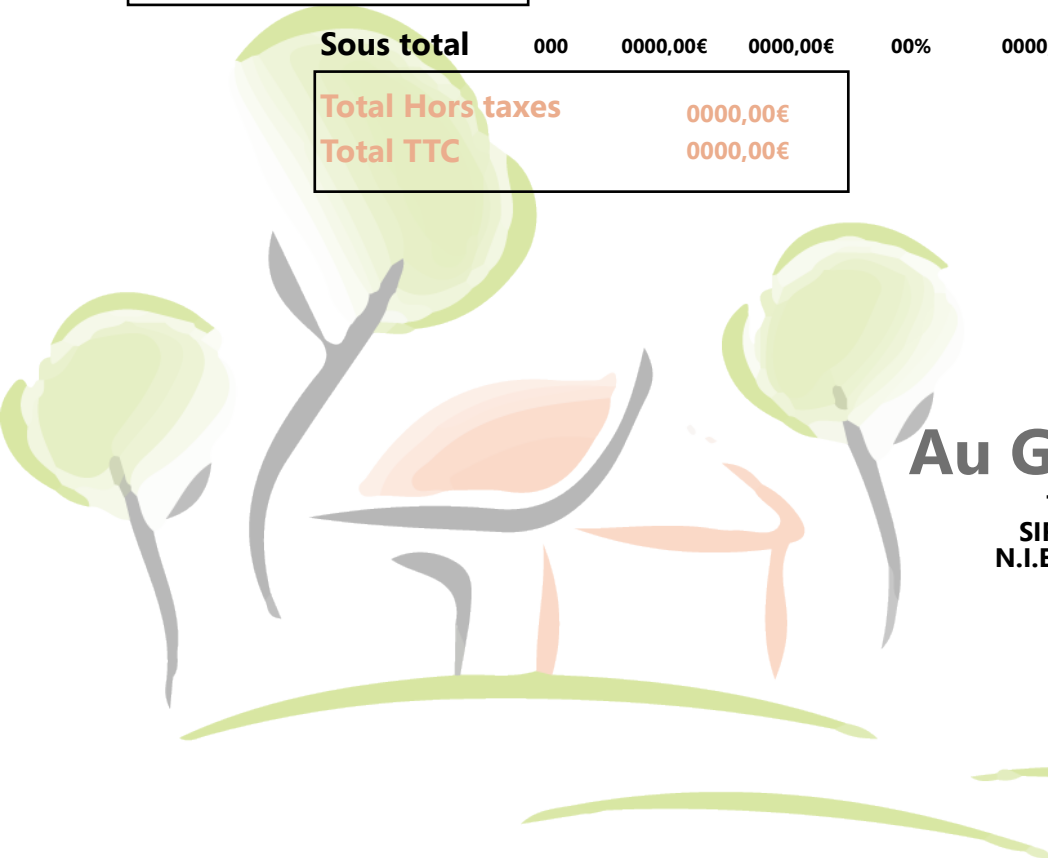 Sous total 000 0000,00€ 0000,00€ 00% 0000
Total Hors taxes 0000,00€
Total TTC 0000,00€
Au G
N.I.